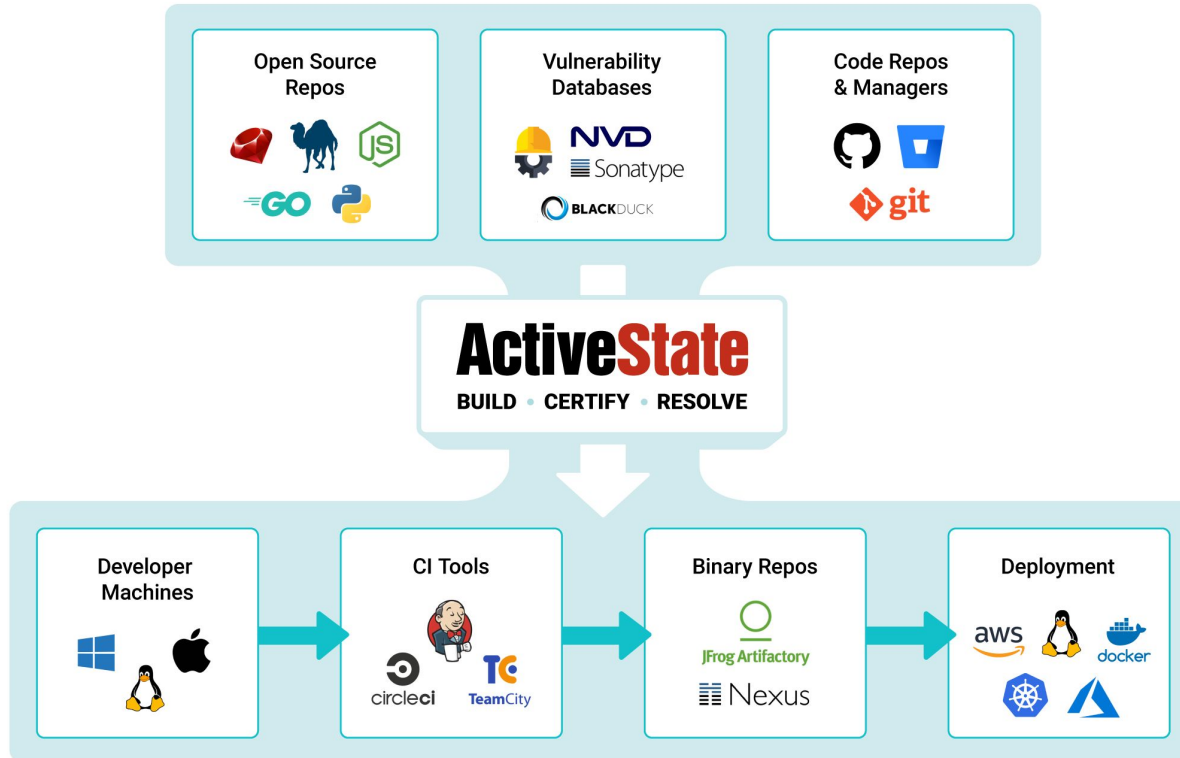 Open Source
Repos
JS
GO
Vulnerability
Databases
NVD
Sonatype
BLACKDUCK
Code Repos
& Managers
git
ActiveState
BUILD • CERTIFY • RESOLVE
Developer
Machines
CI Tools
circleci
TC
TeamCity
Binary Repos
JFrog Artifactory
Nexus
Deployment
aws
docker